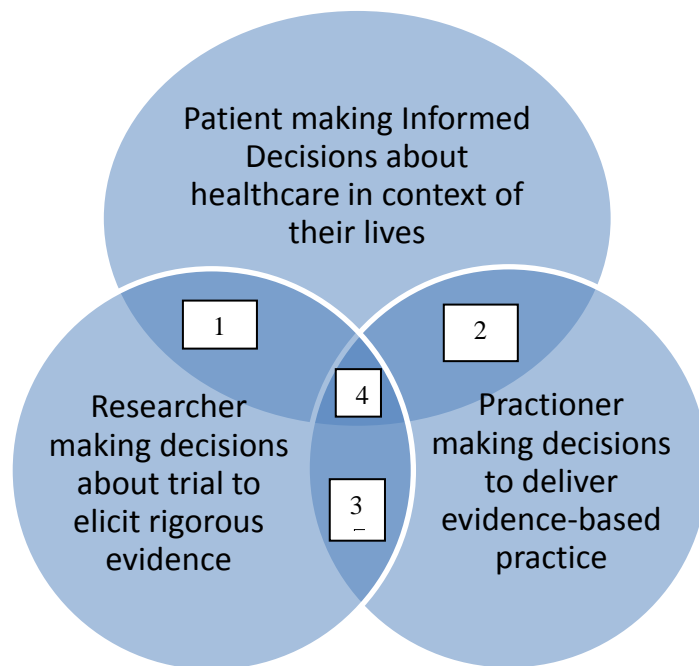 Patient making Informed
Decisions about
healthcare in context of
their lives
1
2
4
Researcher
making decisions
about trial to
elicit rigorous
evidence
Practioner
making decisions
to deliver
evidence-based
practice
3